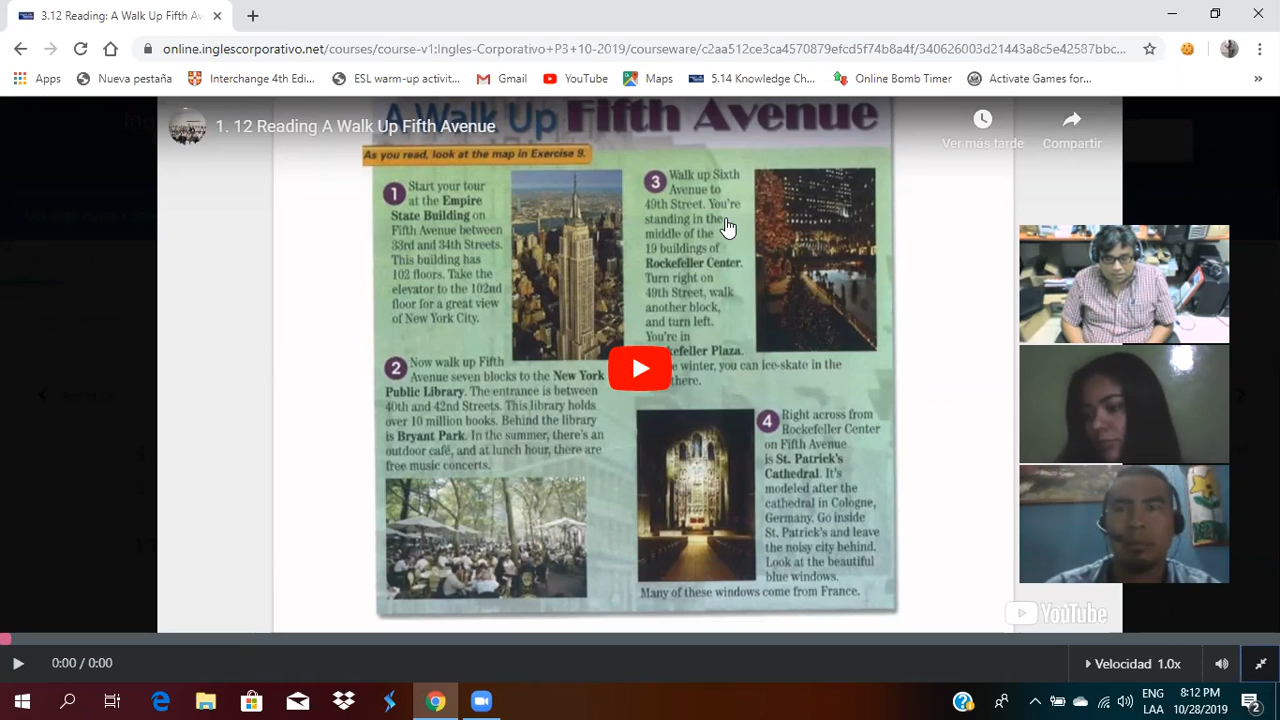 3.12 Reading: A Walk Up Fifth Av
online.inglescorporativo.net/courses/course-v1:Ingles-Corporativo+P3+10-2019/courseware/c2aa512ce3ca4570879efcd5f74b8a4f/340626003d21443a8c5e42587bbc...
Apps
Nueva pestaña
Interchange 4th Edi...
ESL warm-up activit...
Gmail
YouTube
Maps
5.14 Knowledge Ch...
Online Bomb Timer
Activate Games for...
»
A Walk Up Fifth Avenue
1. 12 Reading A Walk Up Fifth Avenue
Ver más tarde
Compartir
As you read, look at the map in Exercise 9.
1 Start your tour
at the Empire
State Building on
Fifth Avenue between
33rd and 34th Streets.
This building has
102 floors. Take the
elevator to the 102nd
floor for a great view
of New York City.
2 Now walk up Fifth
Avenue seven blocks to the New York
Public Library. The entrance is between
40th and 42nd Streets. This library holds
over 10 million books. Behind the library
is Bryant Park. In the summer, there's an
outdoor café, and at lunch hour, there are
free music concerts.
3 Walk up Sixth
Avenue to
49th Street. You're
standing in the
middle of the
19 buildings of
Rockefeller Center.
Turn right on
49th Street, walk
another block,
and turn left.
You're in
kefeller Plaza.
winter, you can ice-skate in the
there.
4 Right across from
Rockefeller Center
on Fifth Avenue
is St. Patrick's
Cathedral. It's
modeled after the
cathedral in Cologne,
Germany. Go inside
St. Patrick's and leave
the noisy city behind.
Look at the beautiful
blue windows.
Many of these windows come from France.
YouTube
0:00 / 0:00
Velocidad 1.0x
ENG
LAA
8:12 PM
10/28/2019
2